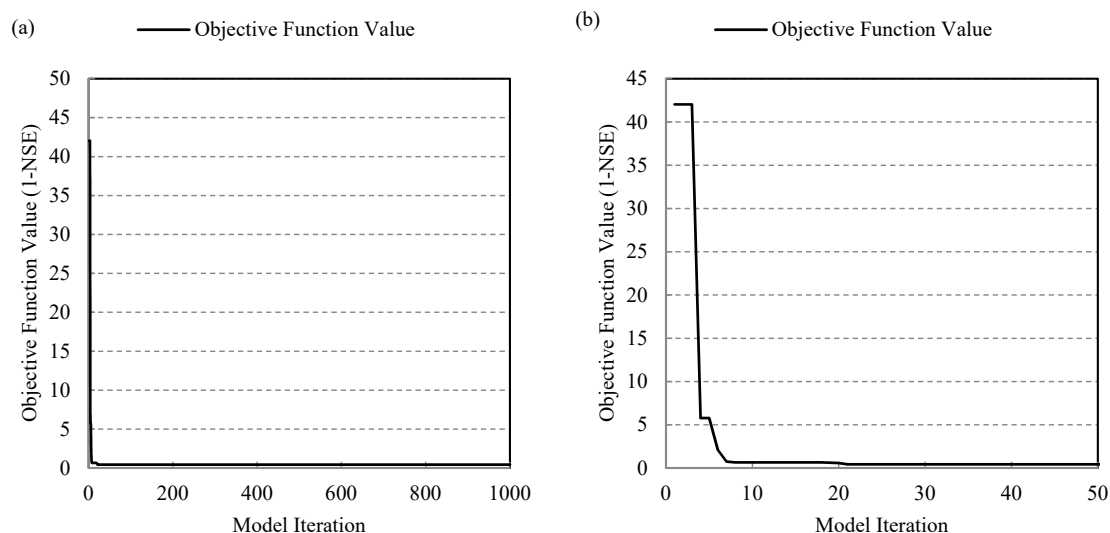 (a)
Objective Function Value
Objective Function Value (1-NSE)
50
45
40
35
30
25
20
15
10
5
0
0 200 400 600 800 1000
Model Iteration
(b)
Objective Function Value
Objective Function Value (1-NSE)
45
40
35
30
25
20
15
10
5
0
0 10 20 30 40 50
Model Iteration